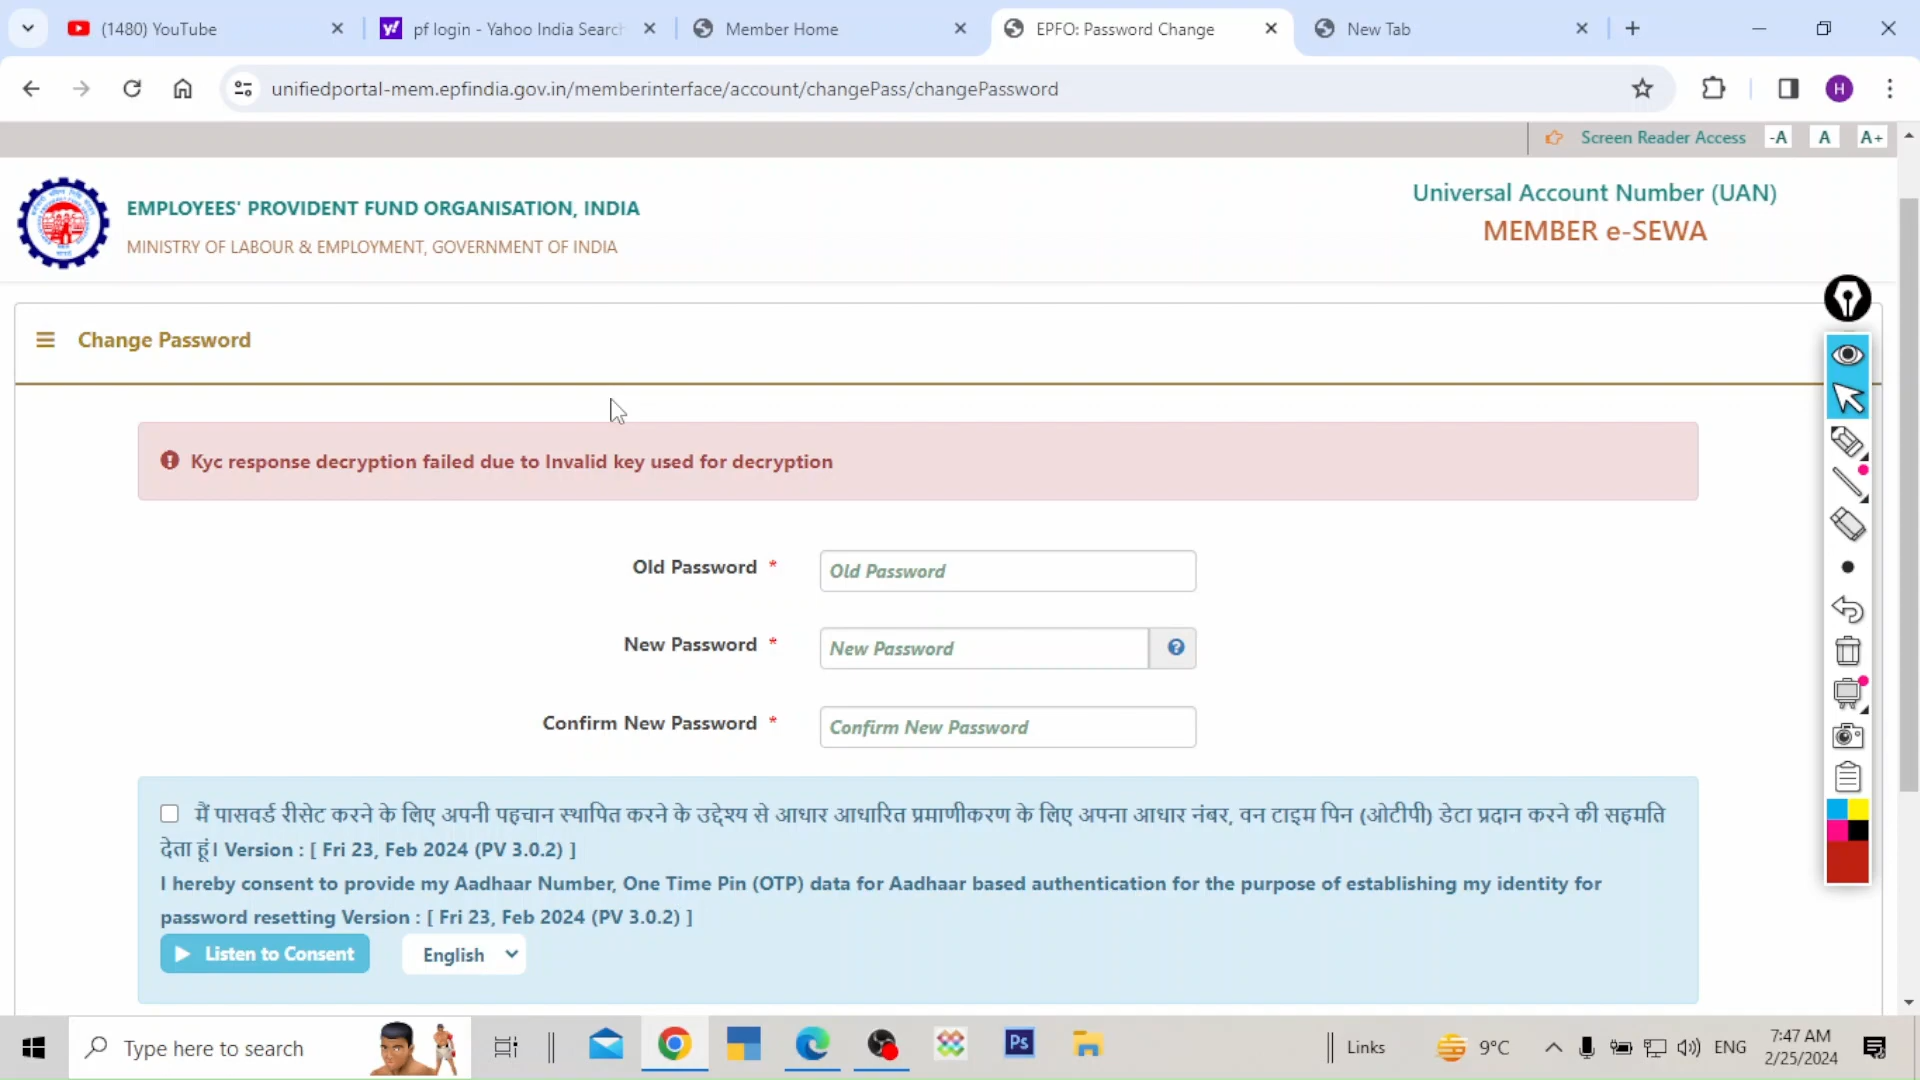 (1480) YouTube
pf login - Yahoo India Search
Member Home
EPFO: Password Change
New Tab
unifiedportal-mem.epfindia.gov.in/memberinterface/account/changePass/changePassword
H
Screen Reader Access -A A A+
EMPLOYEES' PROVIDENT FUND ORGANISATION, INDIA
MINISTRY OF LABOUR & EMPLOYMENT, GOVERNMENT OF INDIA
Universal Account Number (UAN)
MEMBER e-SEWA
Change Password
Kyc response decryption failed due to Invalid key used for decryption
Old Password * Old Password
New Password * New Password
Confirm New Password * Confirm New Password
मैं पासवर्ड रीसेट करने के लिए अपनी पहचान स्थापित करने के उद्देश्य से आधार आधारित प्रमाणीकरण के लिए अपना आधार नंबर, वन टाइम पिन (ओटीपी) डेटा प्रदान करने की सहमति
देता हूं। Version : [ Fri 23, Feb 2024 (PV 3.0.2) ]
I hereby consent to provide my Aadhaar Number, One Time Pin (OTP) data for Aadhaar based authentication for the purpose of establishing my identity for
password resetting Version : [ Fri 23, Feb 2024 (PV 3.0.2) ]
Listen to Consent English
Type here to search
Ps
Links
9°C
ENG
7:47 AM
2/25/2024